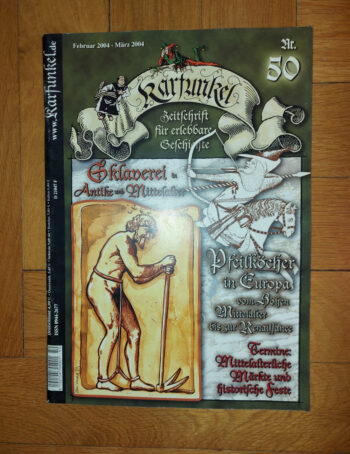 Februar 2004 - März 2004
Nr.
50
Karfunkel
Zeitschrift
für erlebbare
Geschichte
Sklaverei in
Antike und Mittelalter
Pfeilköcher
in Europa
vom Hohen
Mittelalter
bis zur Renaissance
Termine:
Mittelalterliche
Märkte und
historische Feste
www.Karfunkel.de